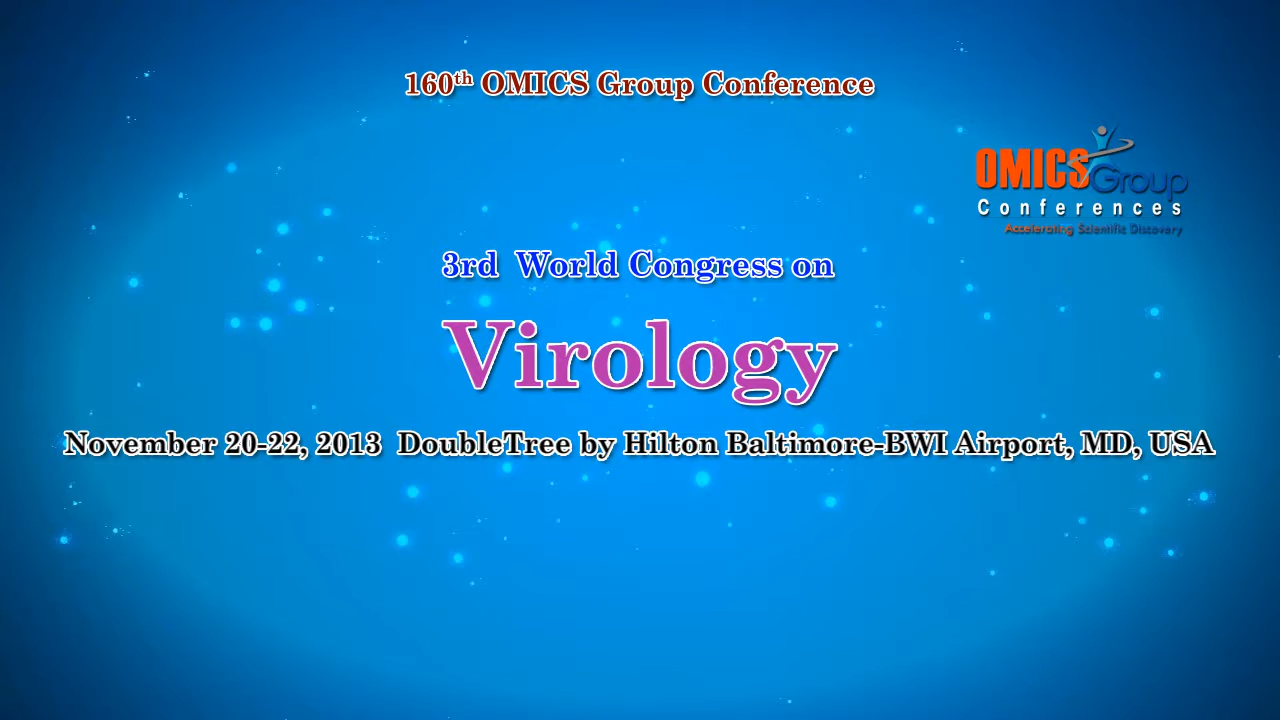 160th OMICS Group Conference
OMICS Group
Conferences
Accelerating Scientific Discovery
3rd World Congress on
Virology
November 20-22, 2013 DoubleTree by Hilton Baltimore-BWI Airport, MD, USA